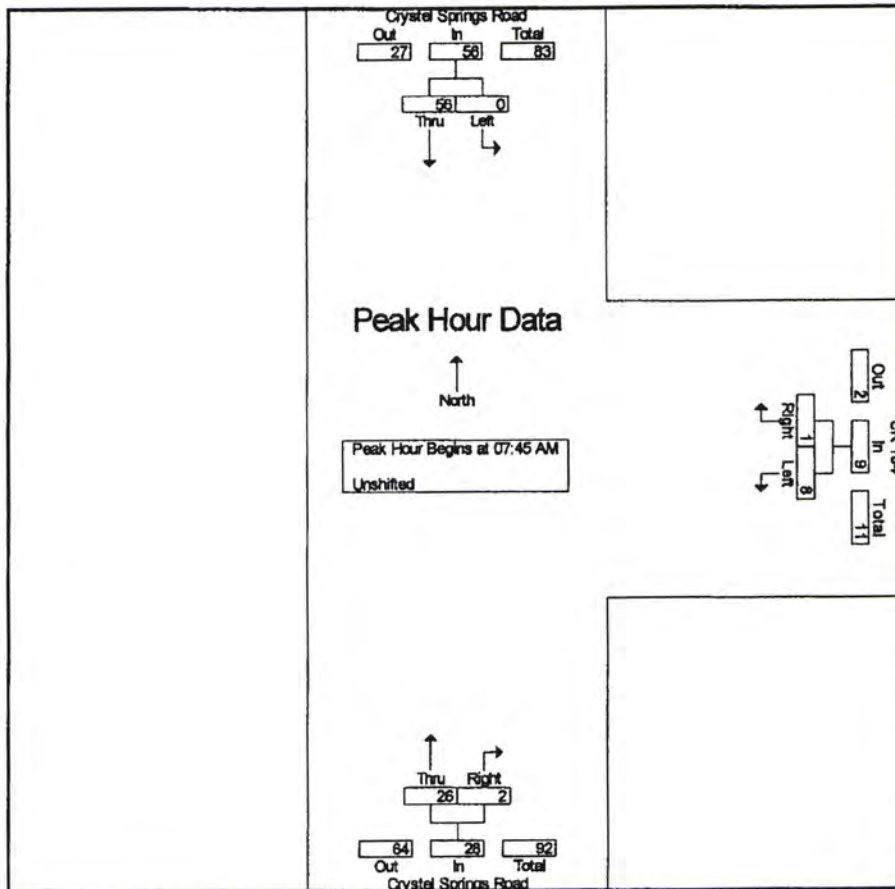 Crystel Springs Road
Out In Total
27 56 83
56 0
Thru Left
Peak Hour Data
North
Peak Hour Begins at 07:45 AM
Unshifted
Out In Total
2 9 11
Right Left
1 8
Thru Right
26 2
64 28 92
Out In Total
Crystel Springs Road